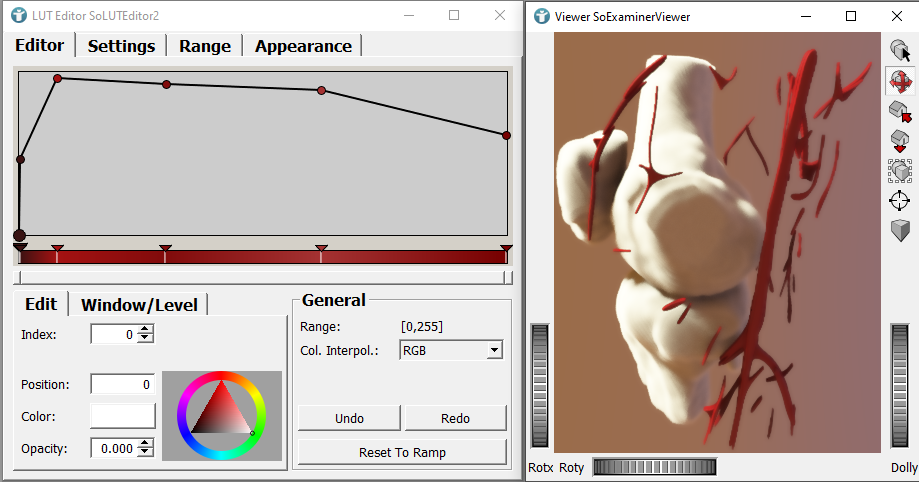 LUT Editor SoLUTEditor2
Editor
Settings
Range
Appearance
Edit
Window/Level
Index:
0
Position:
0
Color:
Opacity:
0.000
General
Range:
[0,255]
Col. Interpol.:
RGB
Undo
Redo
Reset To Ramp
Viewer SoExaminerViewer
Rotx Roty
Dolly